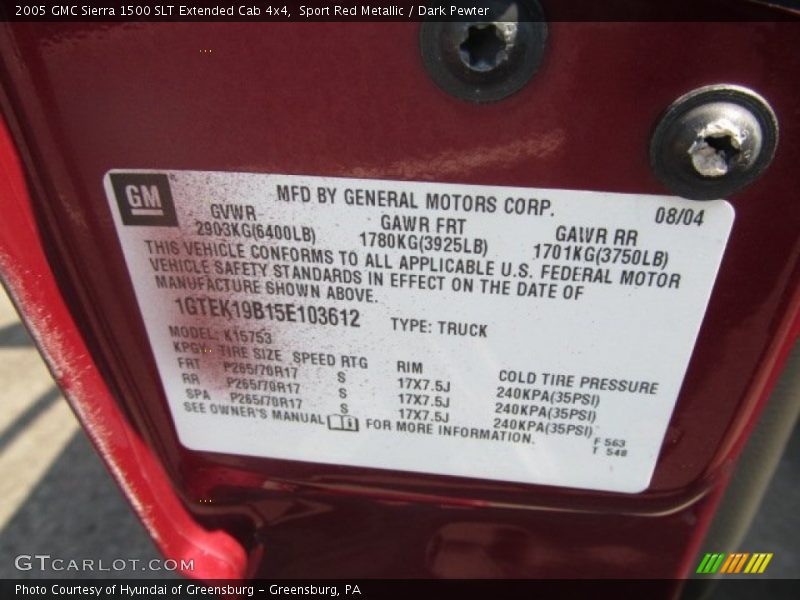 2005 GMC Sierra 1500 SLT Extended Cab 4x4, Sport Red Metallic / Dark Pewter
GM
MFD BY GENERAL MOTORS CORP. 08/04
GVWR GAWR FRT GAWR RR
2903KG(6400LB) 1780KG(3925LB) 1701KG(3750LB)
THIS VEHICLE CONFORMS TO ALL APPLICABLE U.S. FEDERAL MOTOR
VEHICLE SAFETY STANDARDS IN EFFECT ON THE DATE OF
MANUFACTURE SHOWN ABOVE.
1GTEK19B15E103612 TYPE: TRUCK
MODEL: K15753
KPGV TIRE SIZE SPEED RTG RIM COLD TIRE PRESSURE
FRT P265/70R17 S 17X7.5J 240KPA(35PSI)
RR P265/70R17 S 17X7.5J 240KPA(35PSI)
SPA P265/70R17 S 17X7.5J 240KPA(35PSI)
SEE OWNER'S MANUAL FOR MORE INFORMATION.
F 563
T 548
GTCARLOT.COM
Photo Courtesy of Hyundai of Greensburg - Greensburg, PA